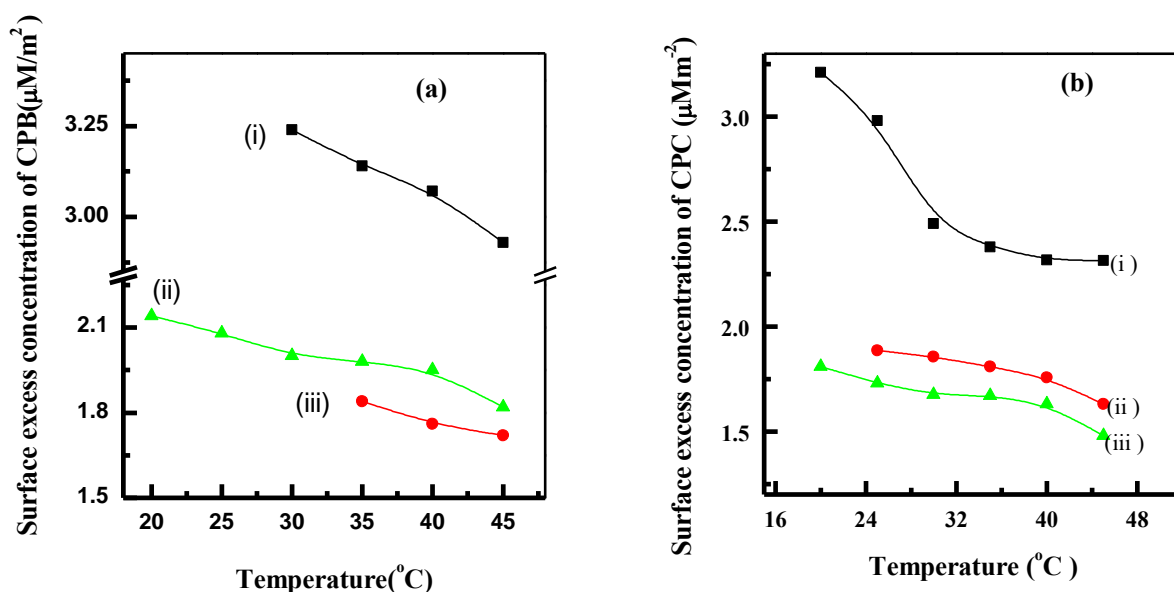 Surface excess concentration of CPB(μM/m²)
(a)
(i)
(ii)
(iii)
3.25
3.00
2.1
1.8
1.5
20 25 30 35 40 45
Temperature(°C)
Surface excess concentration of CPC (μMm⁻²)
(b)
3.0
2.5
2.0
1.5
(i )
(ii )
(iii )
16 24 32 40 48
Temperature (°C )